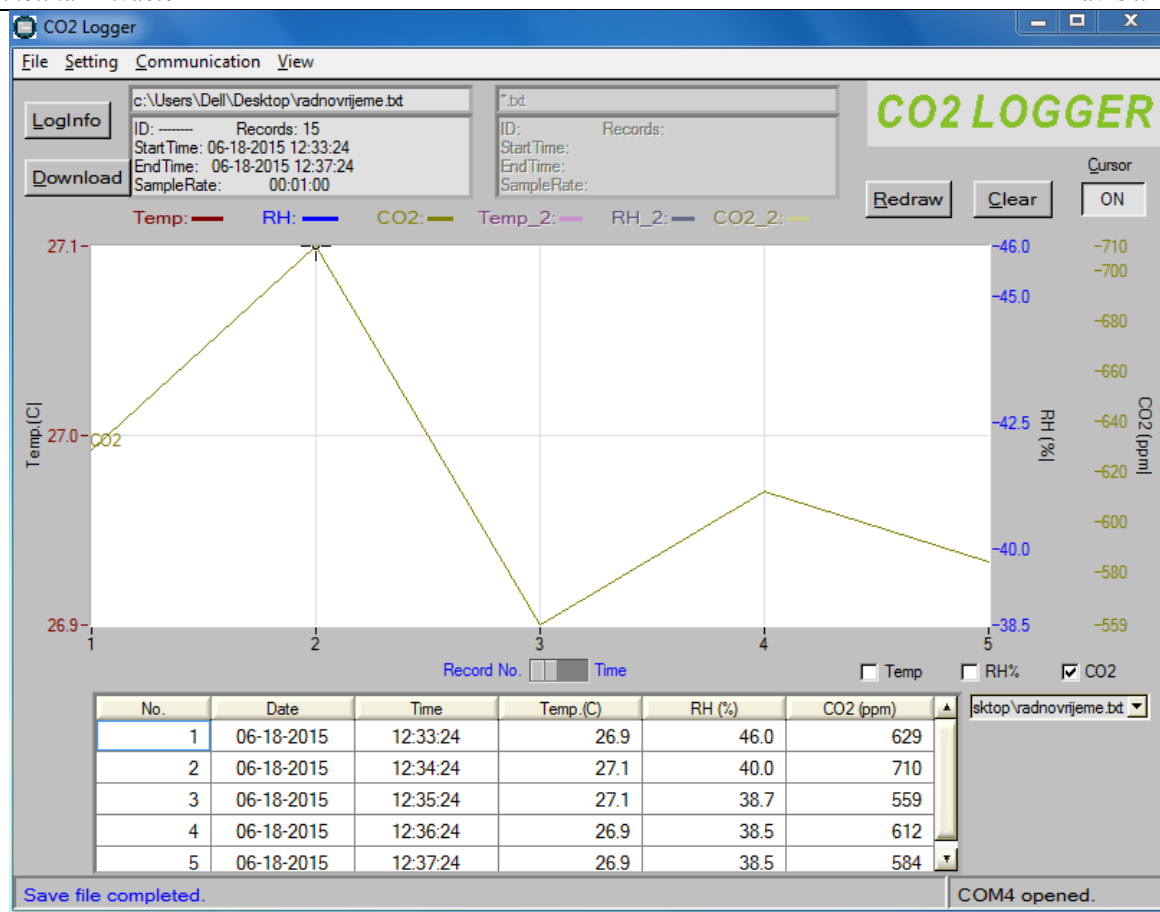 CO2 Logger
File Setting Communication View
LogInfo
Download
c:\Users\Dell\Desktop\radnovrijeme.txt
ID: -------- Records: 15
StartTime: 06-18-2015 12:33:24
EndTime: 06-18-2015 12:37:24
SampleRate: 00:01:00
*.txt
ID: Records:
StartTime:
EndTime:
SampleRate:
CO2 LOGGER
Cursor
Redraw Clear ON
Temp: RH: CO2: Temp_2: RH_2: CO2_2:
Temp.(C)
27.1
27.0
26.9
CO2
46.0
45.0
42.5
40.0
38.5
RH (%)
710
700
680
660
640
620
600
580
559
CO2 (ppm)
1 2 3 4 5
Record No. Time
Temp RH% CO2
No. Date Time Temp.(C) RH (%) CO2 (ppm)
1 06-18-2015 12:33:24 26.9 46.0 629
2 06-18-2015 12:34:24 27.1 40.0 710
3 06-18-2015 12:35:24 27.1 38.7 559
4 06-18-2015 12:36:24 26.9 38.5 612
5 06-18-2015 12:37:24 26.9 38.5 584
sktop\radnovrijeme.txt
Save file completed.
COM4 opened.